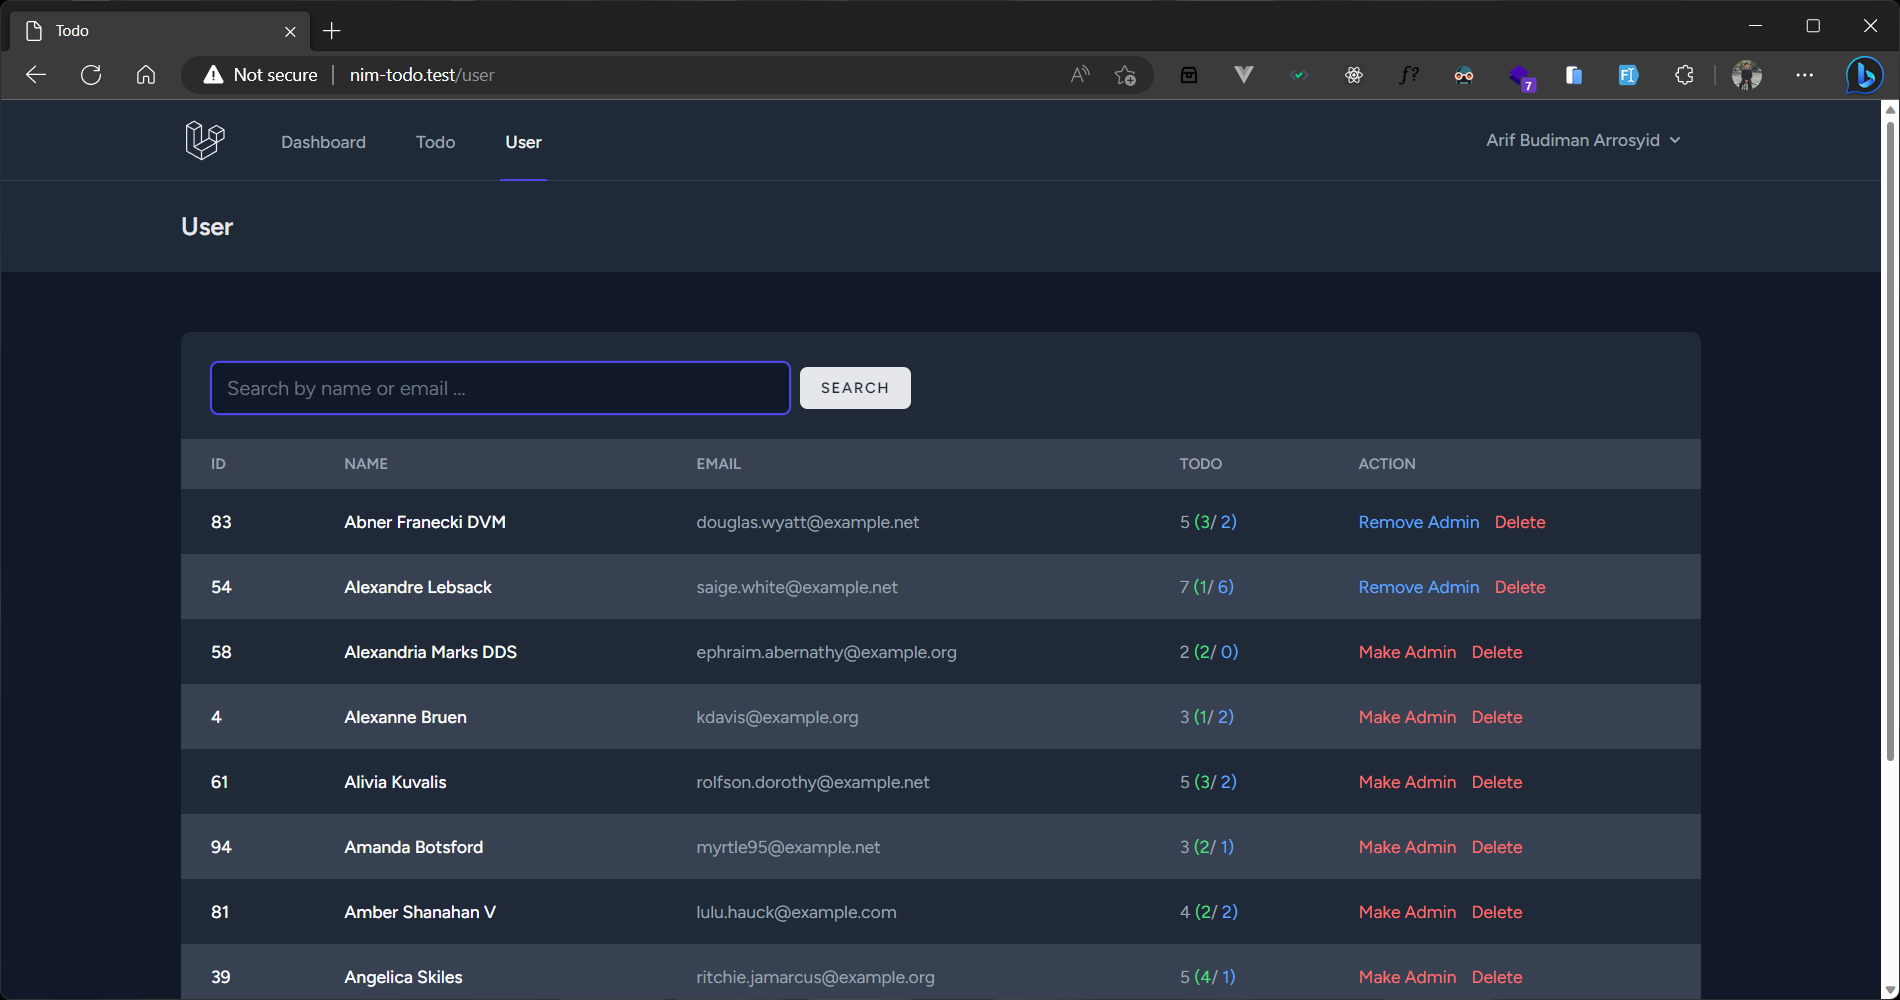 Todo
Not secure nim-todo.test/user
7
Dashboard Todo User Arif Budiman Arrosyid
User
Search by name or email ... SEARCH
ID NAME EMAIL TODO ACTION
83 Abner Franecki DVM douglas.wyatt@example.net 5 (3/ 2) Remove Admin Delete
54 Alexandre Lebsack saige.white@example.net 7 (1/ 6) Remove Admin Delete
58 Alexandria Marks DDS ephraim.abernathy@example.org 2 (2/ 0) Make Admin Delete
4 Alexanne Bruen kdavis@example.org 3 (1/ 2) Make Admin Delete
61 Alivia Kuvalis rolfson.dorothy@example.net 5 (3/ 2) Make Admin Delete
94 Amanda Botsford myrtle95@example.net 3 (2/ 1) Make Admin Delete
81 Amber Shanahan V lulu.hauck@example.com 4 (2/ 2) Make Admin Delete
39 Angelica Skiles ritchie.jamarcus@example.org 5 (4/ 1) Make Admin Delete